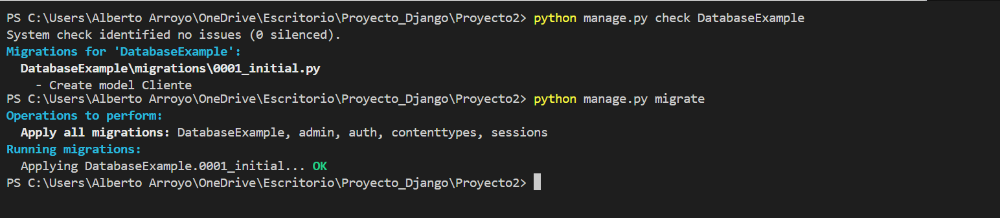 PS C:\Users\Alberto Arroyo\OneDrive\Escritorio\Proyecto_Django\Proyecto2> python manage.py check DatabaseExample
System check identified no issues (0 silenced).
Migrations for 'DatabaseExample':
  DatabaseExample\migrations\0001_initial.py
    - Create model Cliente
PS C:\Users\Alberto Arroyo\OneDrive\Escritorio\Proyecto_Django\Proyecto2> python manage.py migrate
Operations to perform:
  Apply all migrations: DatabaseExample, admin, auth, contenttypes, sessions
Running migrations:
  Applying DatabaseExample.0001_initial... OK
PS C:\Users\Alberto Arroyo\OneDrive\Escritorio\Proyecto_Django\Proyecto2>